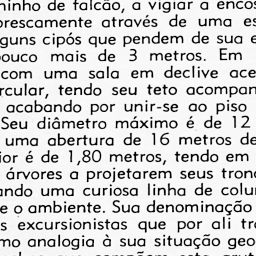 ninho de falcão, a vigiar a encos
prescamente através de uma es
guns cipós que pendem de sua e
pouco mais de 3 metros. Em
com uma sala em declive ace
rcular, tendo seu teto acompan
acabando por unir-se ao piso
Seu diâmetro máximo é de 12
uma abertura de 16 metros de
ior é de 1,80 metros, tendo em
árvores a projetarem seus tron
ando uma curiosa linha de colu
e o ambiente. Sua denominação
s excursionistas que por ali tra
mo analogia à sua situação geo